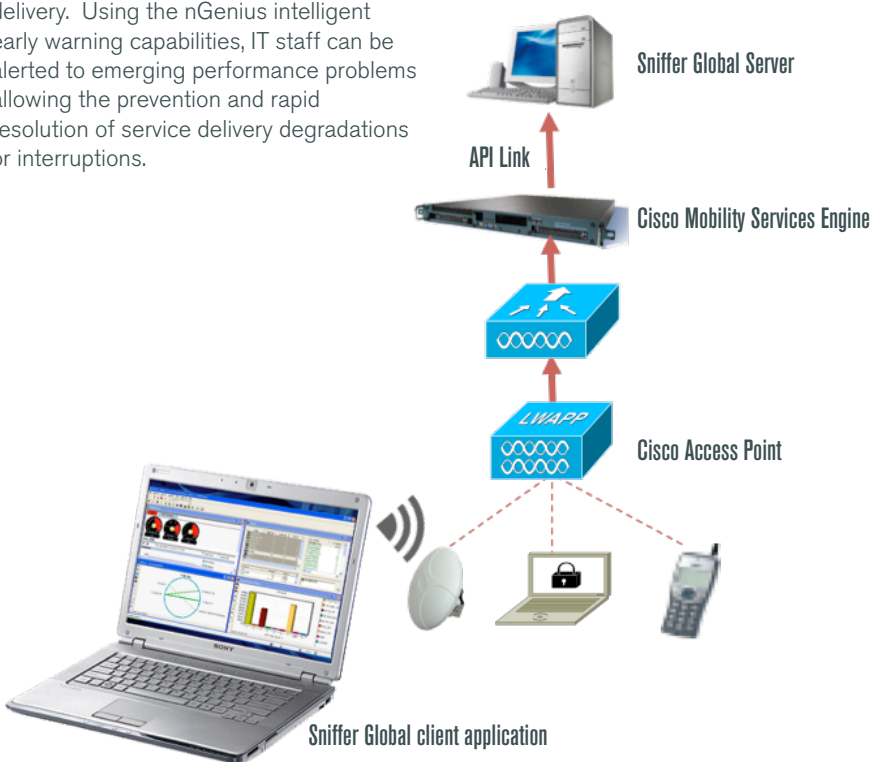 delivery. Using the nGenius intelligent
early warning capabilities, IT staff can be
alerted to emerging performance problems
allowing the prevention and rapid
resolution of service delivery degradations
or interruptions.
Sniffer Global Server
API Link
Cisco Mobility Services Engine
LWAPP
Cisco Access Point
SONY
Sniffer Global client application